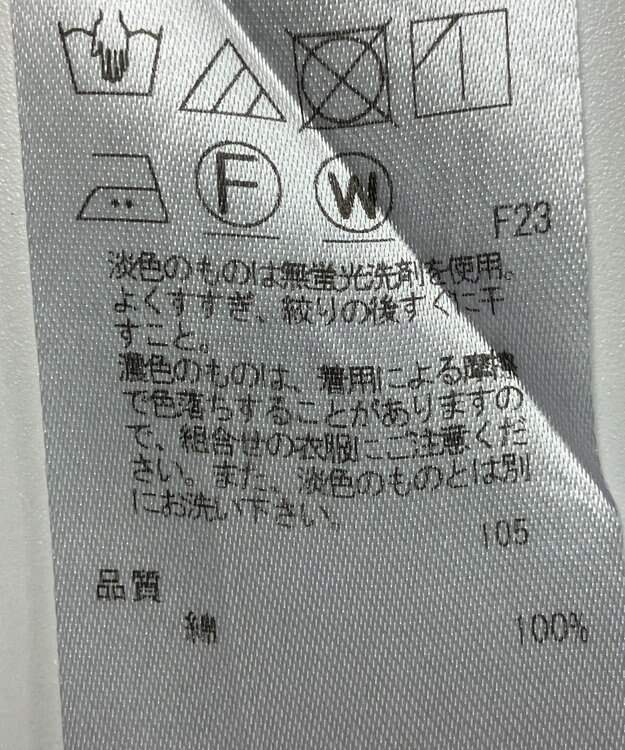 F
W
F23
淡色のものは無蛍光洗剤を使用。
よくすすぎ、絞りの後すぐに干
すこと。
濃色のものは、着用による摩擦
で色落ちすることがありますの
で、組合せの衣服にご注意くだ
さい。また、淡色のものとは別
にお洗い下さい。
105
品質
綿 100%